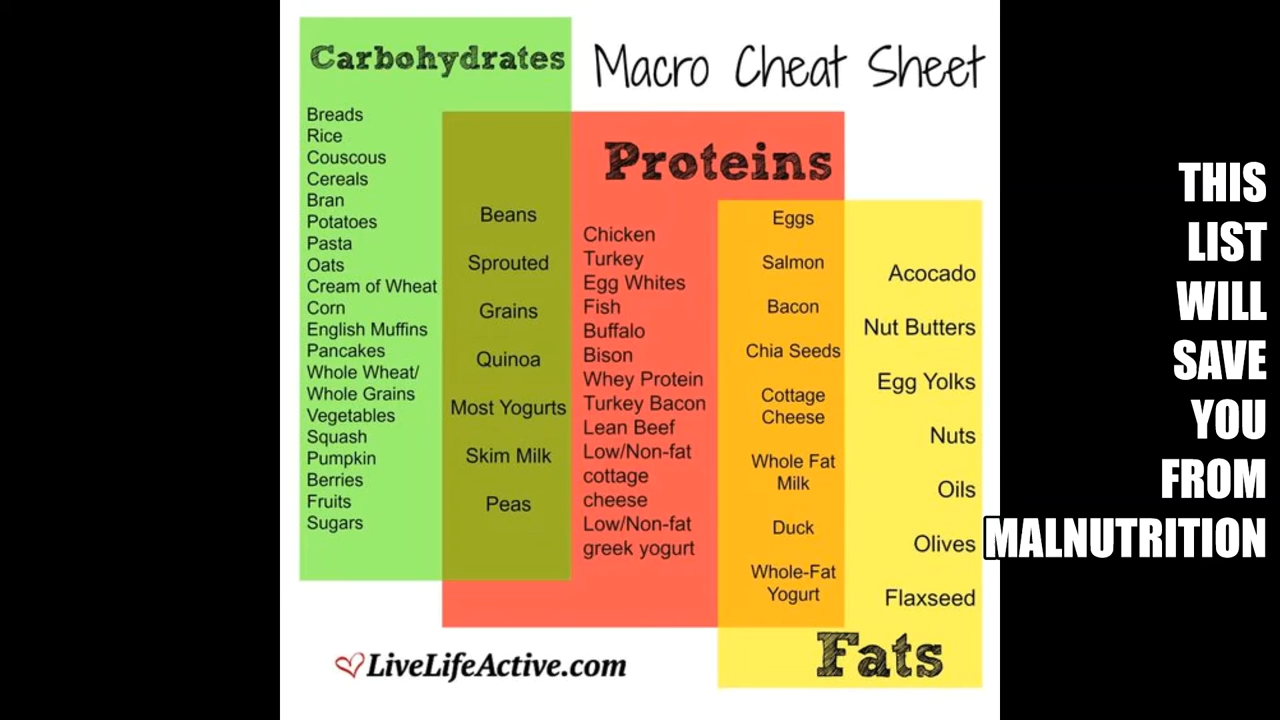 Carbohydrates
Macro Cheat Sheet
Breads
Rice
Couscous
Cereals
Bran
Potatoes
Pasta
Oats
Cream of Wheat
Corn
English Muffins
Pancakes
Whole Wheat/
Whole Grains
Vegetables
Squash
Pumpkin
Berries
Fruits
Sugars
Beans
Sprouted
Grains
Quinoa
Most Yogurts
Skim Milk
Peas
Proteins
Chicken
Turkey
Egg Whites
Fish
Buffalo
Bison
Whey Protein
Turkey Bacon
Lean Beef
Low/Non-fat
cottage
cheese
Low/Non-fat
greek yogurt
Eggs
Salmon
Bacon
Chia Seeds
Cottage
Cheese
Whole Fat
Milk
Duck
Whole-Fat
Yogurt
Acocado
Nut Butters
Egg Yolks
Nuts
Oils
Olives
Flaxseed
Fats
LiveLifeActive.com
THIS
LIST
WILL
SAVE
YOU
FROM
MALNUTRITION